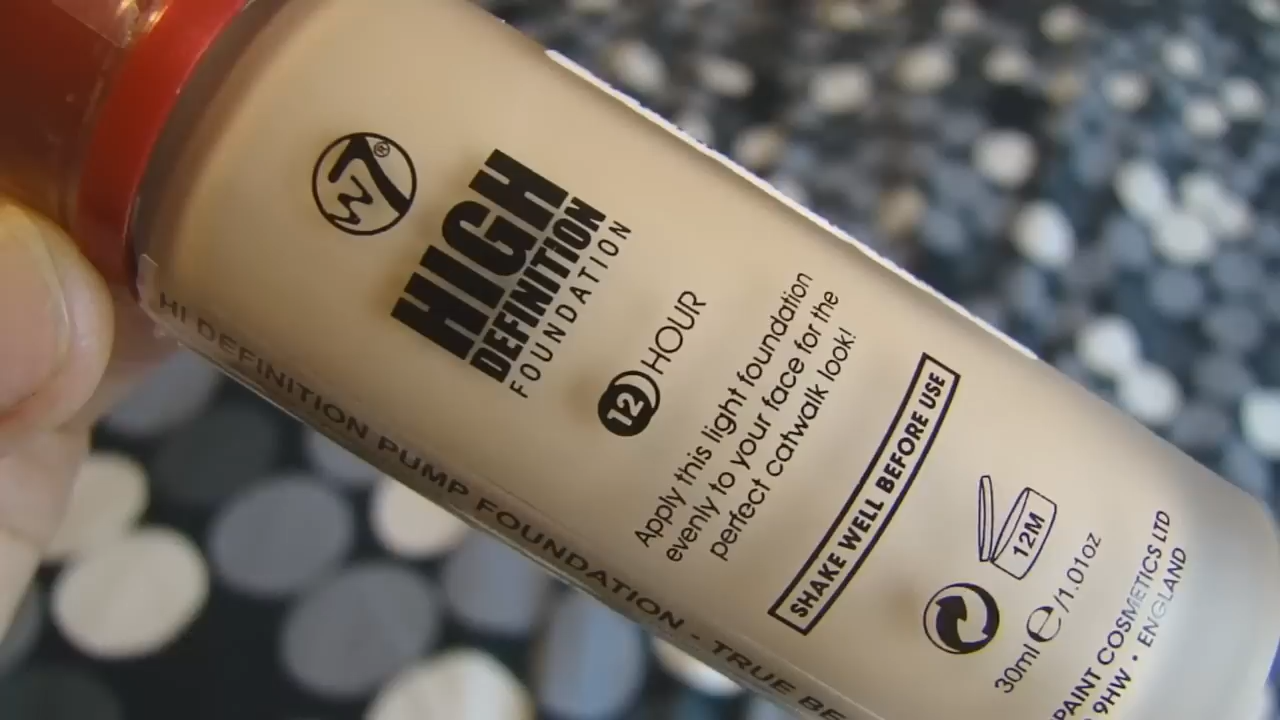 W7®
HIGH
DEFINITION
FOUNDATION
12 HOUR
Apply this light foundation
evenly to your face for the
perfect catwalk look!
SHAKE WELL BEFORE USE
12M
30ml e/1.01oz
PAINT COSMETICS LTD
9HW • ENGLAND
HI DEFINITION PUMP FOUNDATION - TRUE BE